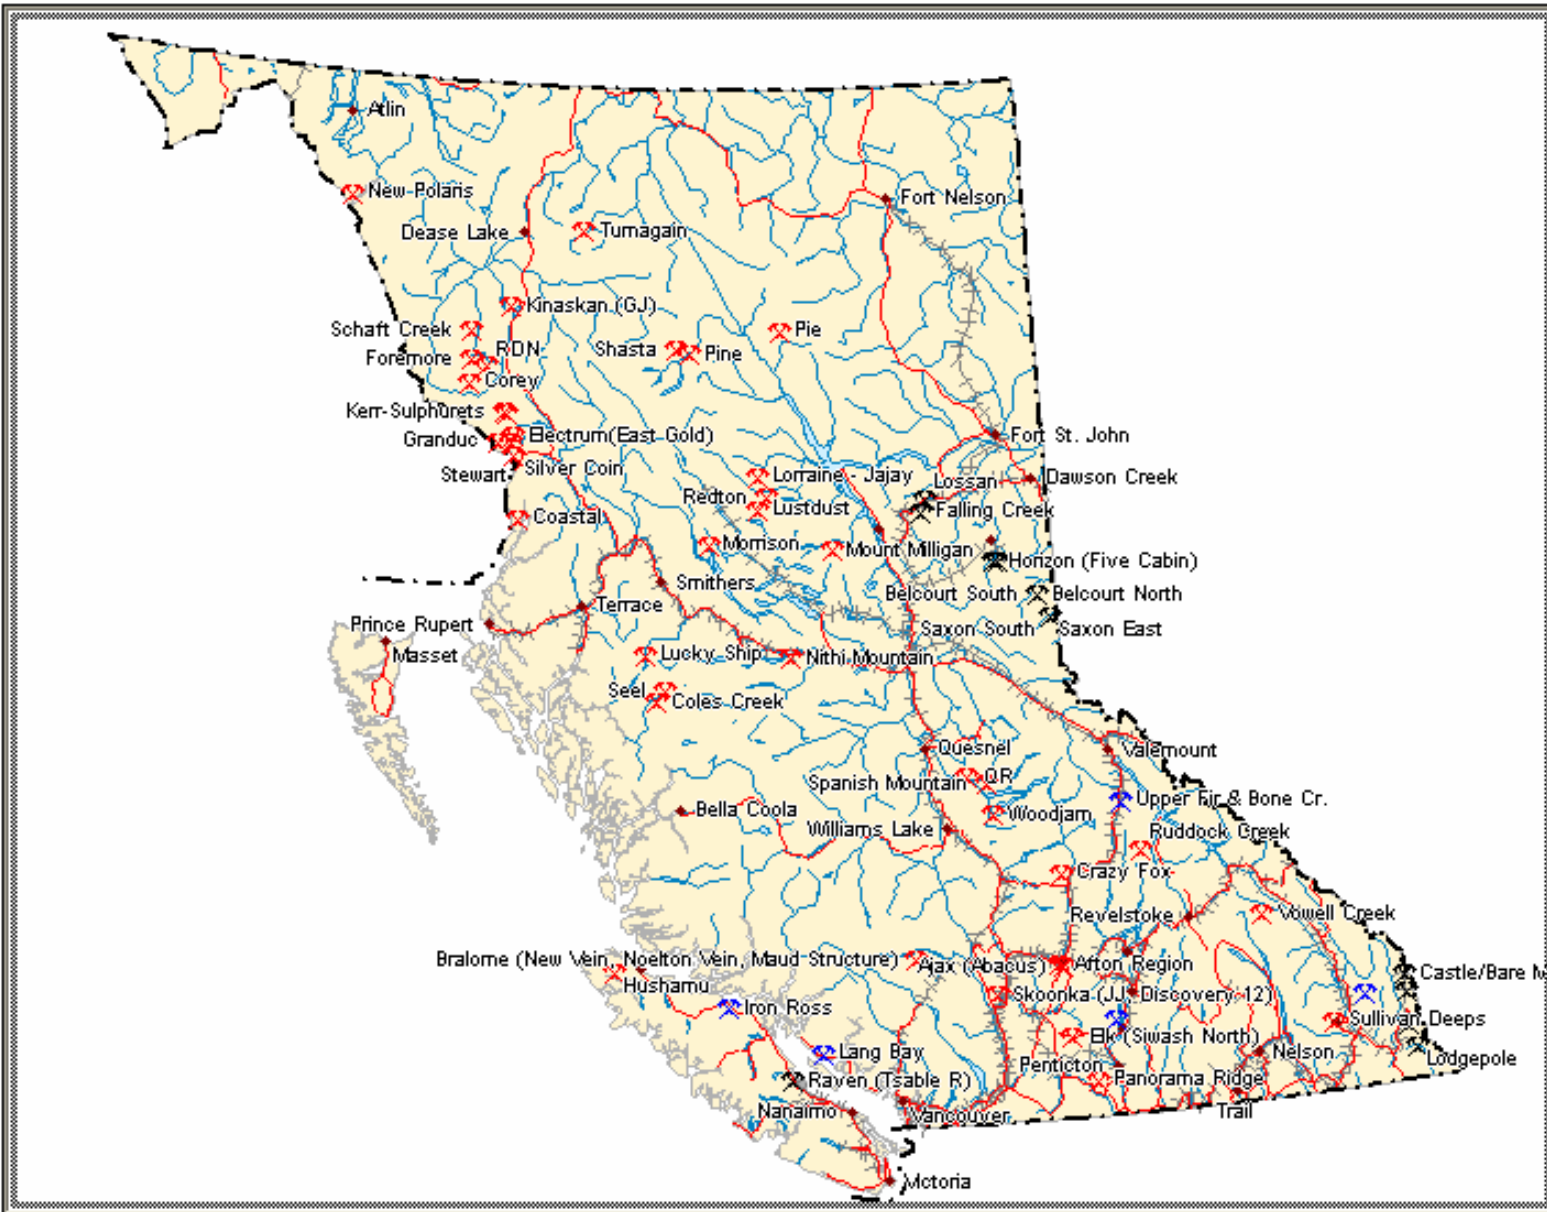 Atlin
New Polaris
Fort Nelson
Dease Lake
Turnagain
Kinaskan (GJ)
Schaft Creek
Pie
RDN
Shasta
Pine
Foremore
Corey
Kerr-Sulphurets
Electrum(East Gold)
Granduc
Fort St. John
Silver Coin
Stewart
Lorraine - Jajay
Lossan
Dawson Creek
Redton
Lustdust
Falling Creek
Coastal
Morrison
Mount Milligan
Horizon (Five Cabin)
Smithers
Belcourt South
Belcourt North
Terrace
Prince Rupert
Saxon South
Saxon East
Masset
Lucky Ship
Nithi Mountain
Seel
Coles Creek
Quesnel
Valemount
Spanish Mountain
QR
Upper Fir & Bone Cr.
Bella Coola
Woodjam
Williams Lake
Ruddock Creek
Crazy Fox
Revelstoke
Vowell Creek
Bralorne (New Vein, Noelton Vein, Maud Structure)
Ajax (Abacus)
Afton Region
Castle/Bare M
Hushamu
Skoonka (JJ, Discovery, 12)
Iron Ross
Sullivan Deeps
Elk (Siwash North)
Lang Bay
Nelson
Lodgepole
Penticton
Raven (Tsable R)
Panorama Ridge
Nanaimo
Vancouver
Trail
Victoria